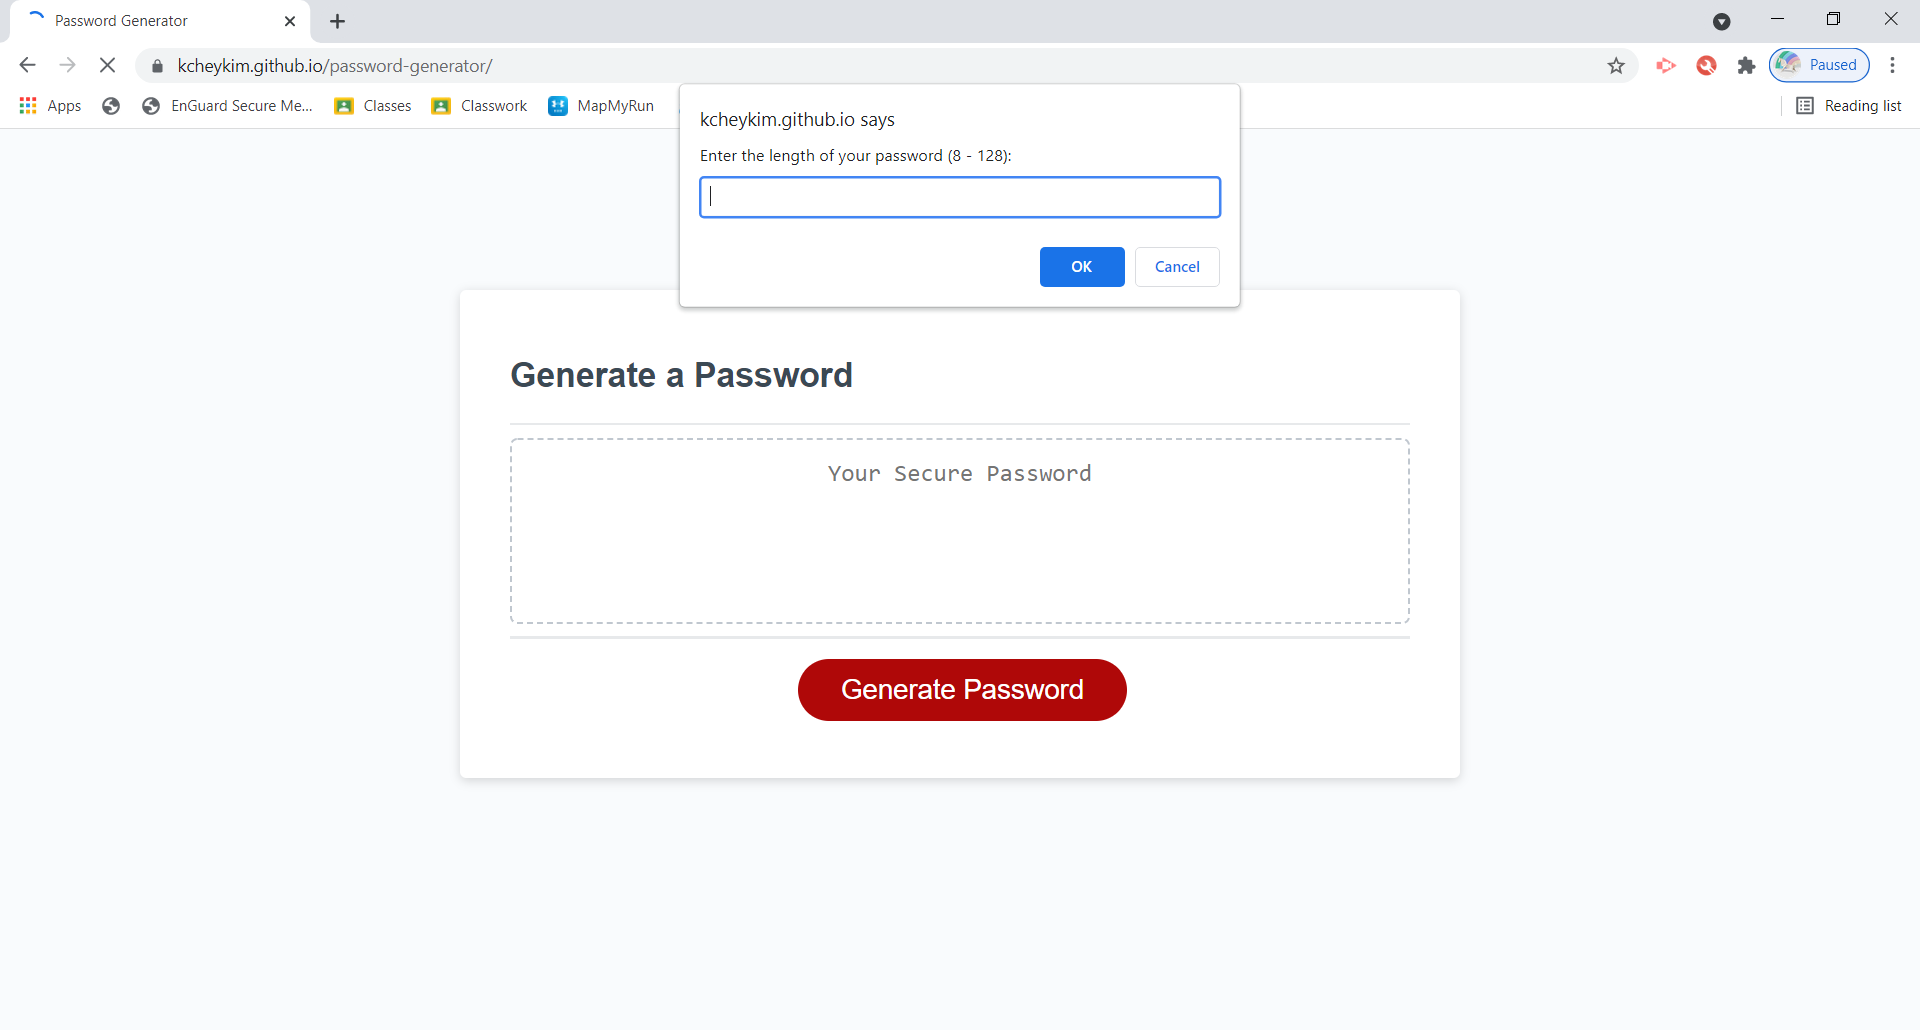 Password Generator
kcheykim.github.io/password-generator/
Paused
Apps
EnGuard Secure Me...
Classes
Classwork
MapMyRun
Reading list
kcheykim.github.io says
Enter the length of your password (8 - 128):
OK
Cancel
Generate a Password
Your Secure Password
Generate Password